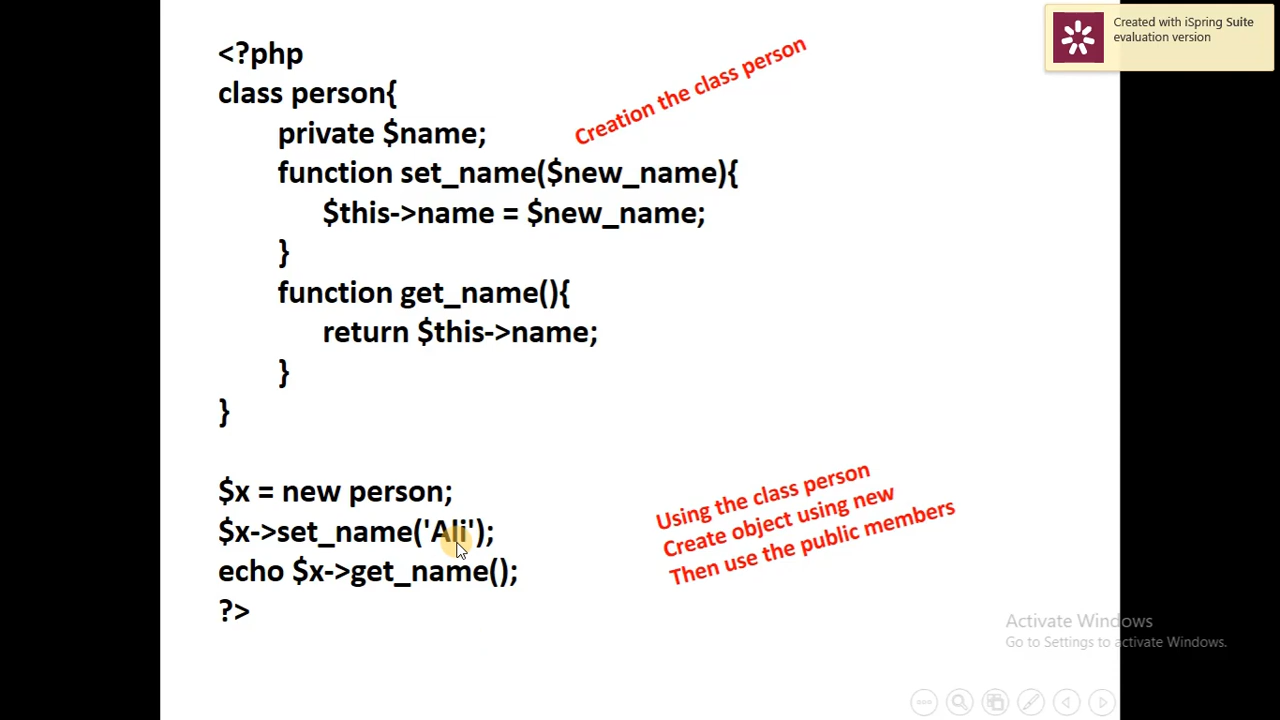 Created with iSpring Suite
evaluation version
<?php
class person{
private $name;
Creation the class person
function set_name($new_name){
$this->name = $new_name;
}
function get_name(){
return $this->name;
}
}
$x = new person;
$x->set_name('Ali');
echo $x->get_name();
?>
Using the class person
Create object using new
Then use the public members
Activate Windows
Go to Settings to activate Windows.